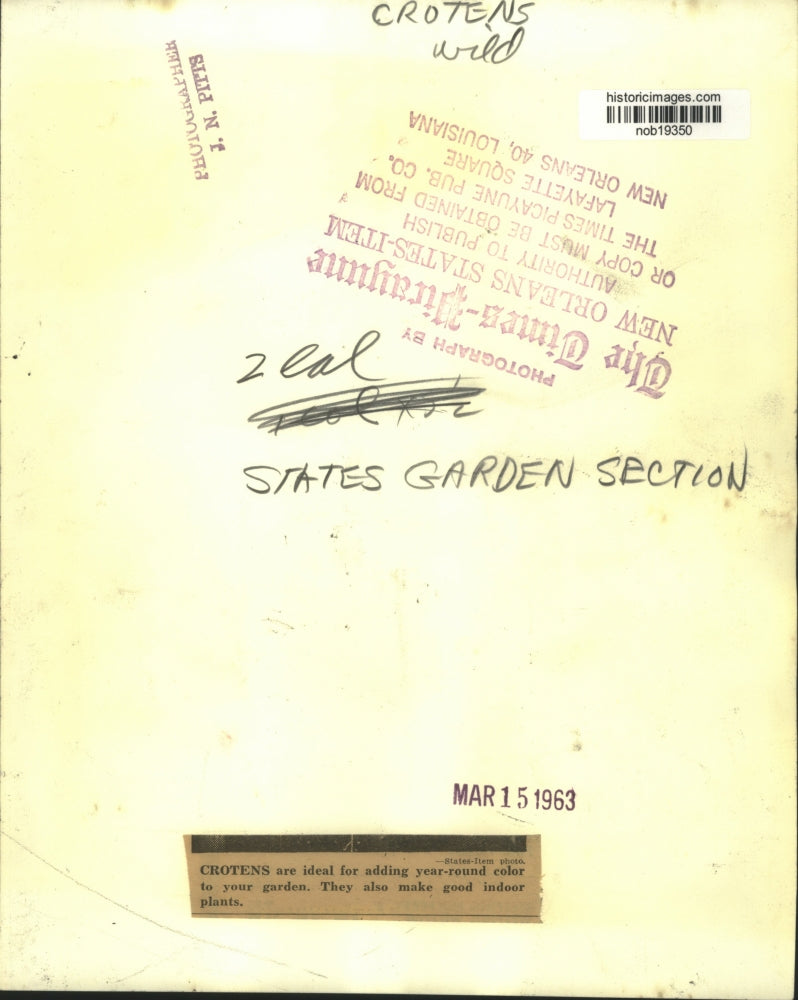 CROTENS
wild
PHOTOGRAPHER
J. N. PITTS
historicimages.com
nob19350
PHOTOGRAPH BY
The Times-Picayune
NEW ORLEANS STATES-ITEM
AUTHORITY TO PUBLISH
OR COPY MUST BE OBTAINED FROM
THE TIMES PICAYUNE PUB. CO.
LAFAYETTE SQUARE
NEW ORLEANS 40, LOUISIANA
2 col
STATES GARDEN SECTION
MAR 15 1963
—States-Item photo.
CROTENS are ideal for adding year-round color
to your garden. They also make good indoor
plants.